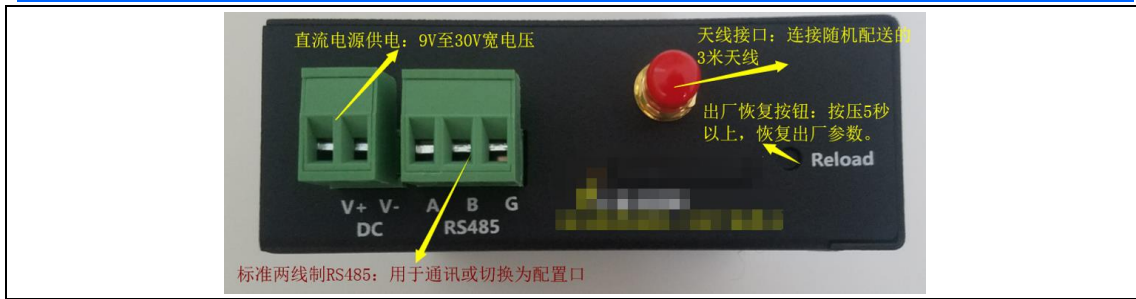 直流电源供电：9V至30V宽电压
天线接口：连接随机配送的
3米天线
出厂恢复按钮：按压5秒
以上，恢复出厂参数。
Reload
V+ V- A B G
DC RS485
标准两线制RS485：用于通讯或切换为配置口